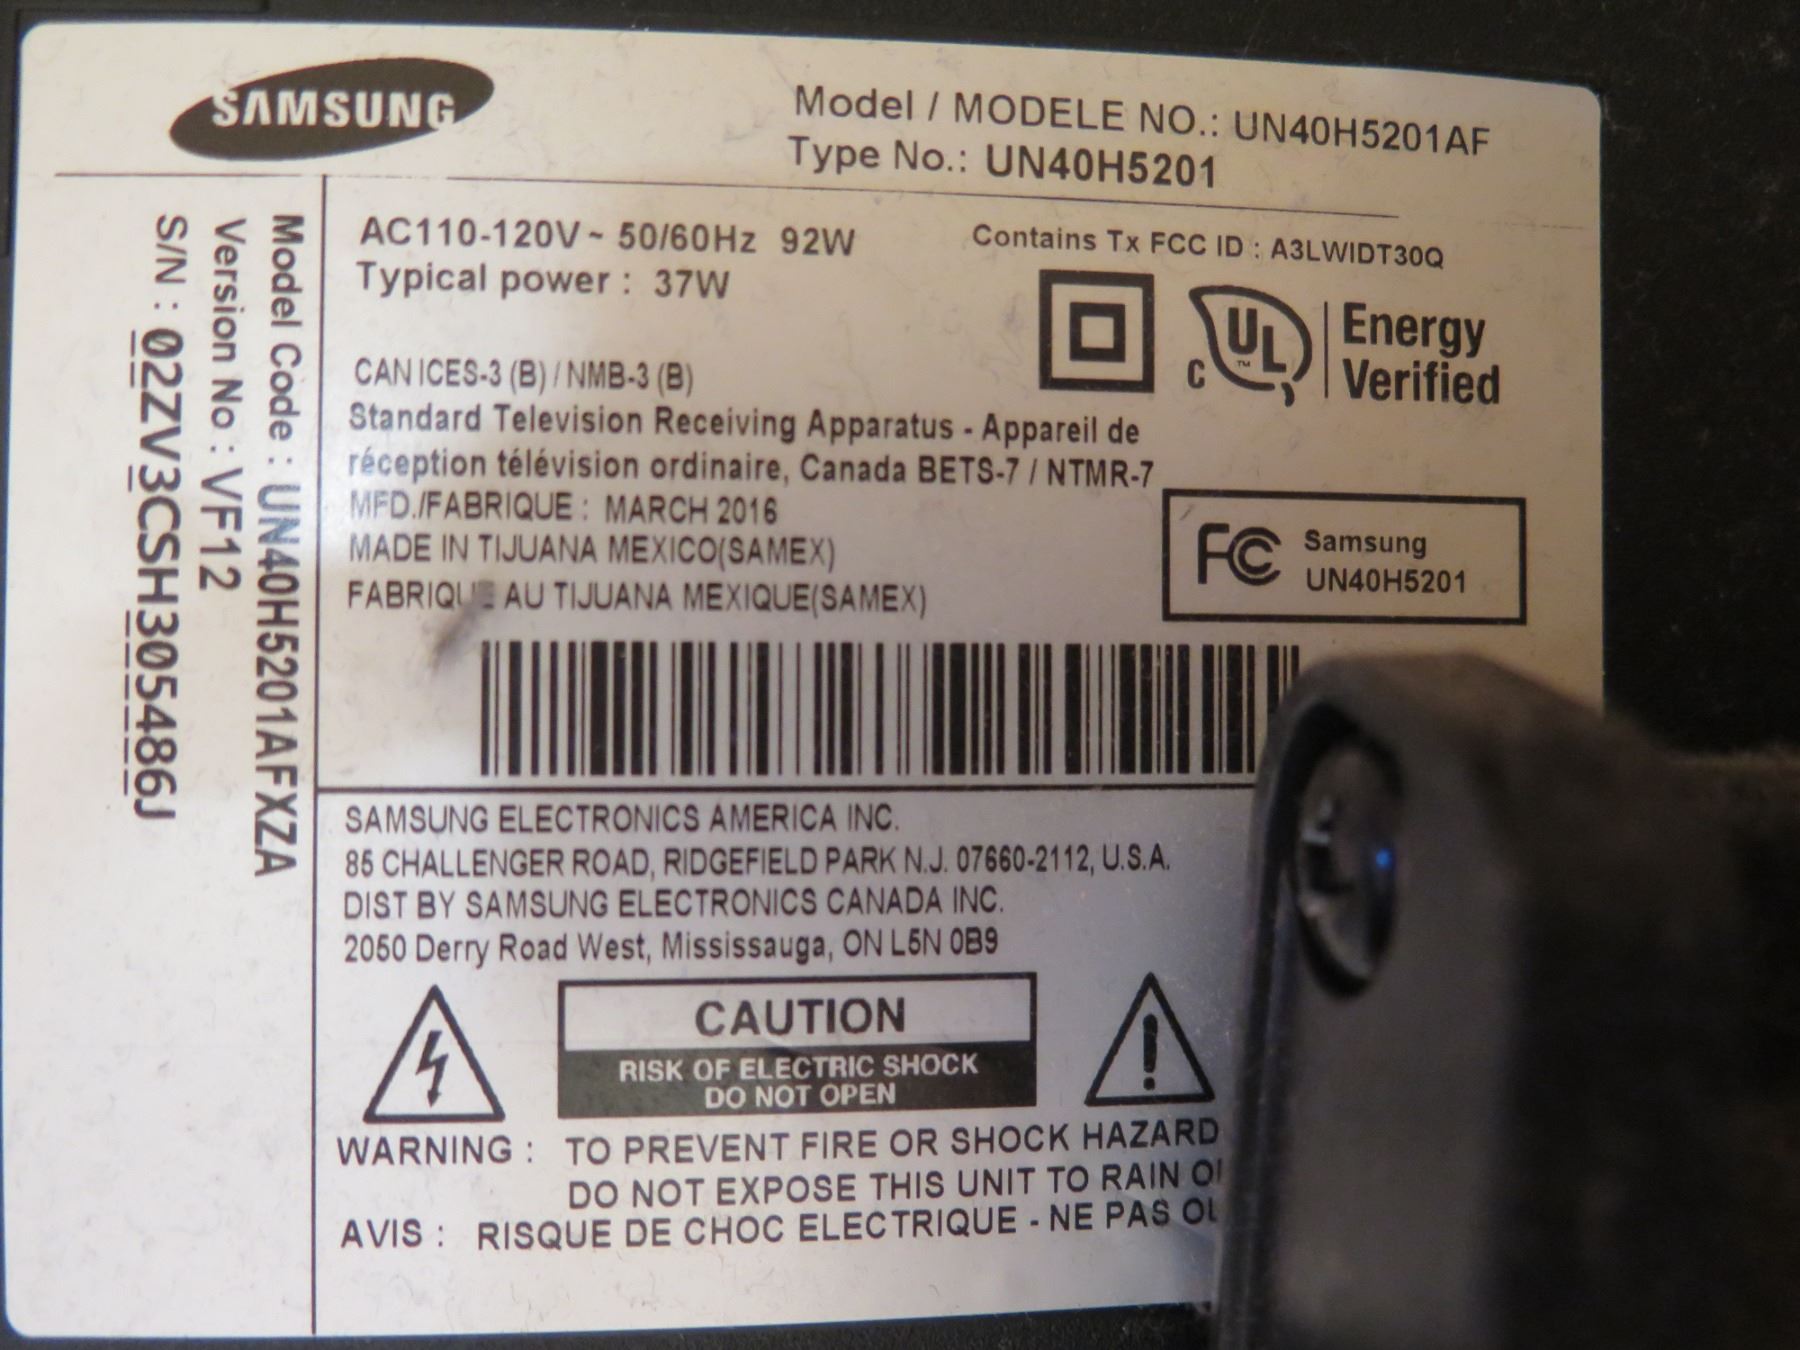 SAMSUNG
Model / MODELE NO.: UN40H5201AF
Type No.: UN40H5201
Model Code : UN40H5201AFXZA
Version No : VF12
S/N : 02ZV3CSH305486J
AC110-120V ~ 50/60Hz 92W
Typical power : 37W
Contains Tx FCC ID : A3LWIDT30Q
C UL TM Energy
Verified
CAN ICES-3 (B) / NMB-3 (B)
Standard Television Receiving Apparatus - Appareil de
réception télévision ordinaire, Canada BETS-7 / NTMR-7
MFD./FABRIQUE : MARCH 2016
MADE IN TIJUANA MEXICO(SAMEX)
FABRIQUE AU TIJUANA MEXIQUE(SAMEX)
FC Samsung
UN40H5201
SAMSUNG ELECTRONICS AMERICA INC.
85 CHALLENGER ROAD, RIDGEFIELD PARK N.J. 07660-2112, U.S.A.
DIST BY SAMSUNG ELECTRONICS CANADA INC.
2050 Derry Road West, Mississauga, ON L5N 0B9
CAUTION
RISK OF ELECTRIC SHOCK
DO NOT OPEN
WARNING : TO PREVENT FIRE OR SHOCK HAZARD
DO NOT EXPOSE THIS UNIT TO RAIN
AVIS : RISQUE DE CHOC ELECTRIQUE - NE PAS